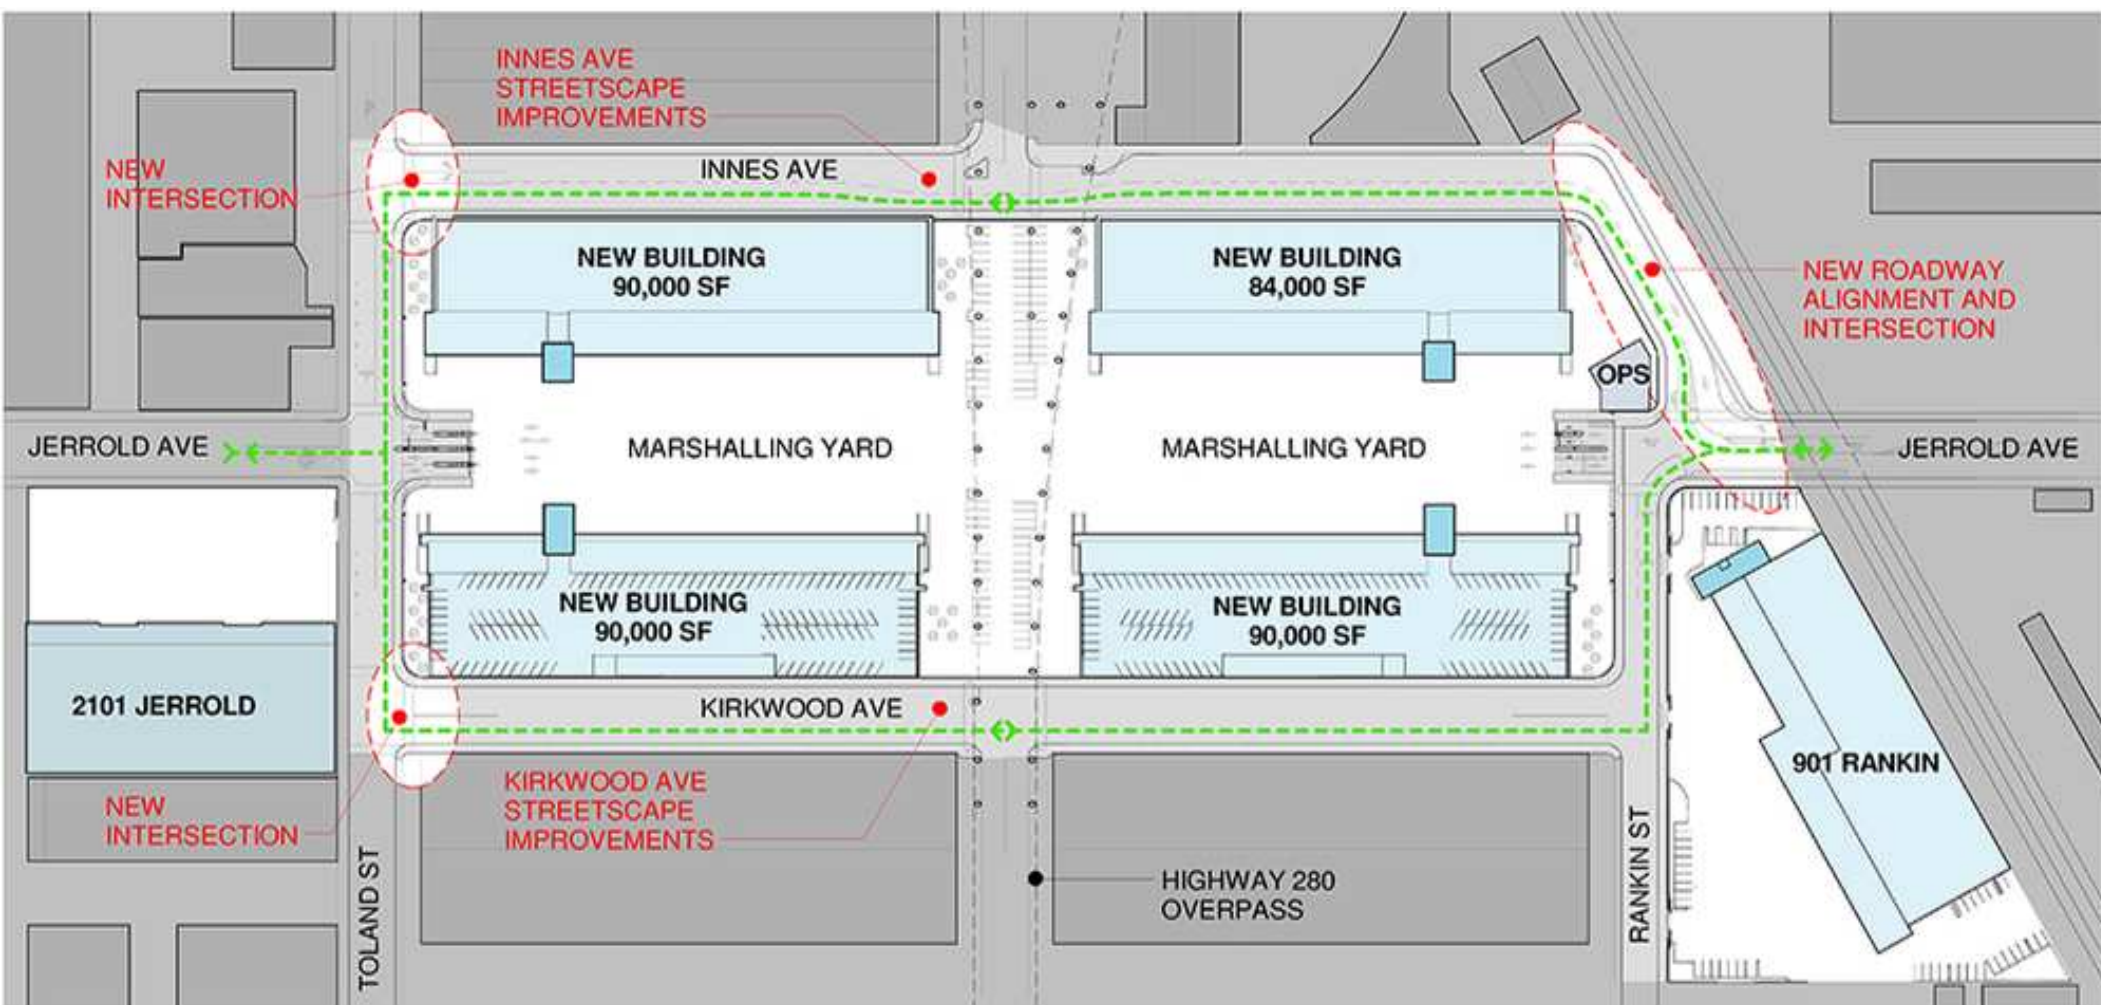 INNES AVE
STREETSCAPE
IMPROVEMENTS
NEW
INTERSECTION
INNES AVE
NEW BUILDING
90,000 SF
NEW BUILDING
84,000 SF
NEW ROADWAY
ALIGNMENT AND
INTERSECTION
OPS
JERROLD AVE
MARSHALLING YARD
MARSHALLING YARD
JERROLD AVE
NEW BUILDING
90,000 SF
NEW BUILDING
90,000 SF
2101 JERROLD
KIRKWOOD AVE
901 RANKIN
KIRKWOOD AVE
STREETSCAPE
IMPROVEMENTS
NEW
INTERSECTION
TOLAND ST
HIGHWAY 280
OVERPASS
RANKIN ST